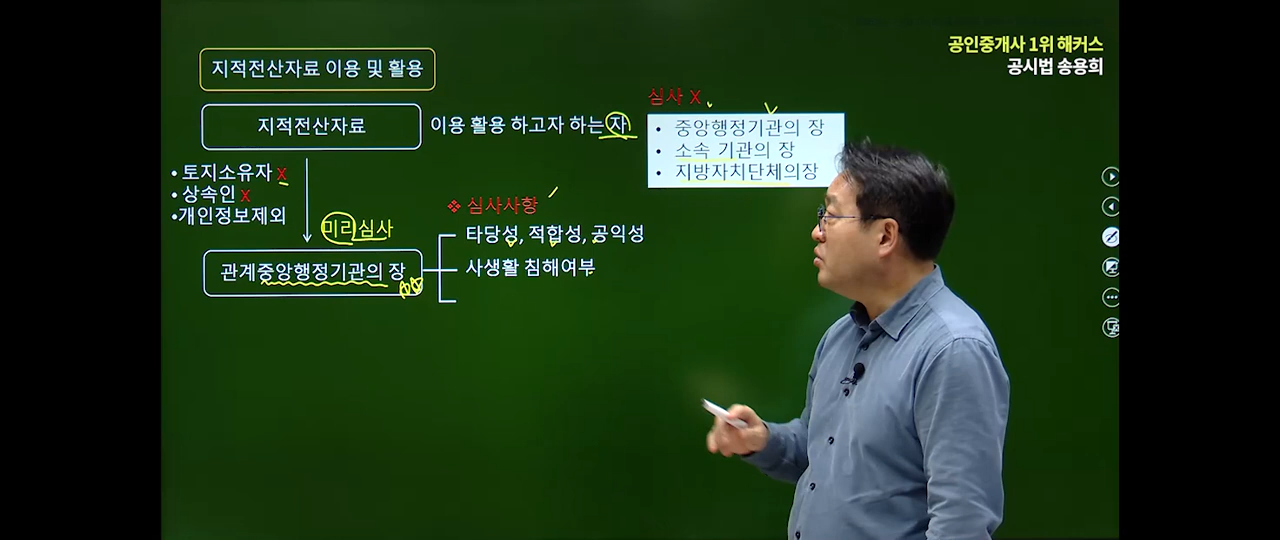 공인중개사 1위 해커스
공시법 송용희
지적전산자료 이용 및 활용
지적전산자료
이용 활용 하고자 하는 자
심사 X
• 중앙행정기관의 장
• 소속 기관의 장
• 지방자치단체의장
• 토지소유자 X
• 상속인 X
•개인정보제외
미리심사
❖ 심사사항
타당성, 적합성, 공익성
관계중앙행정기관의 장
사생활 침해여부